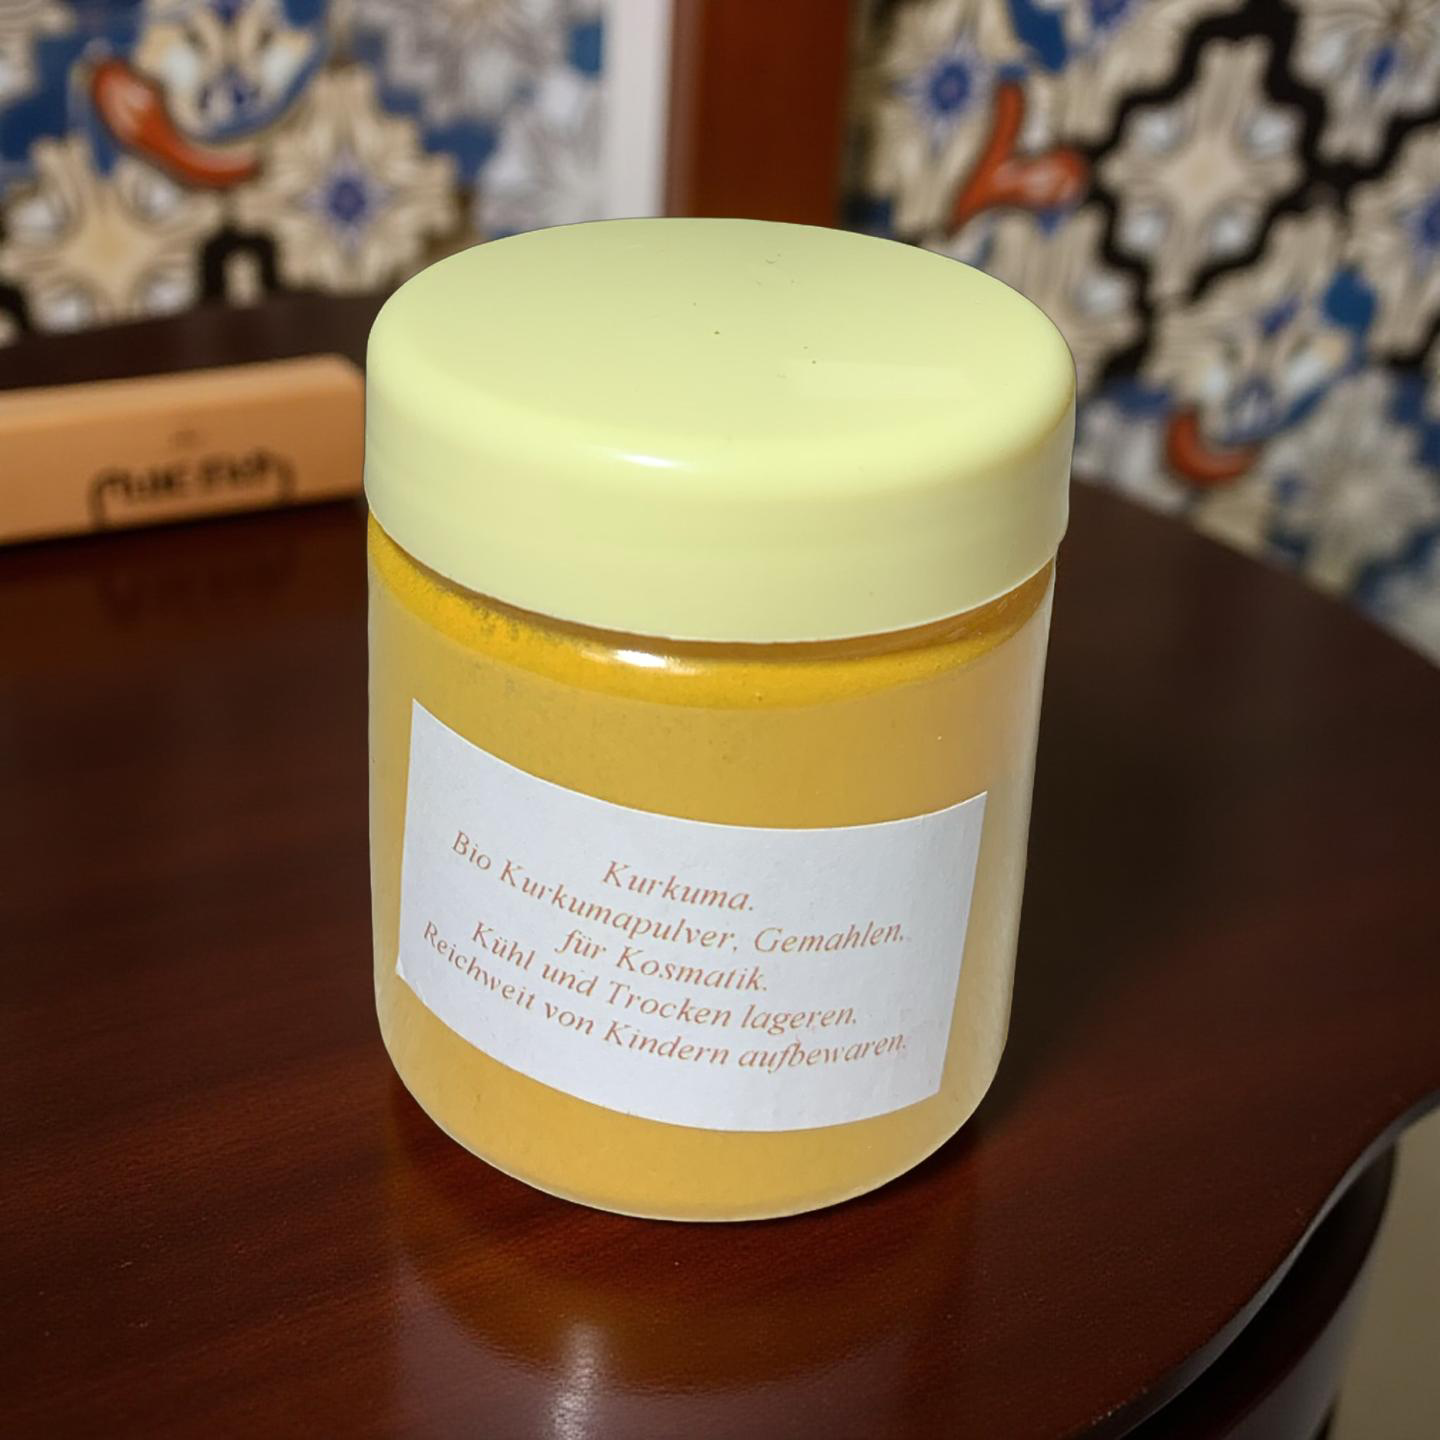 Kurkuma.
Bio Kurkumapulver, Gemahlen.
für Kosmatik.
Kühl und Trocken lageren.
Reichweit von Kindern aufbewaren.